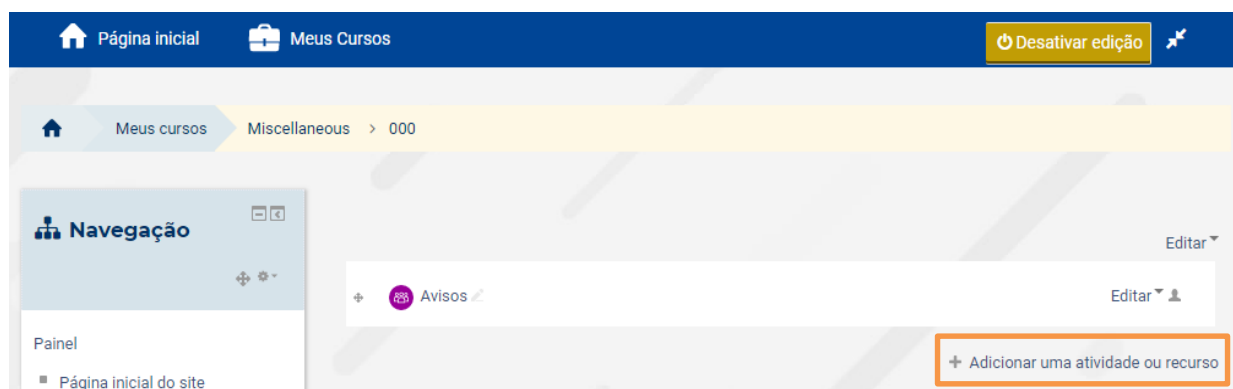 Página inicial Meus Cursos Desativar edição
Meus cursos Miscellaneous > 000
Navegação
Editar
Avisos Editar
Painel
+ Adicionar uma atividade ou recurso
Página inicial do site